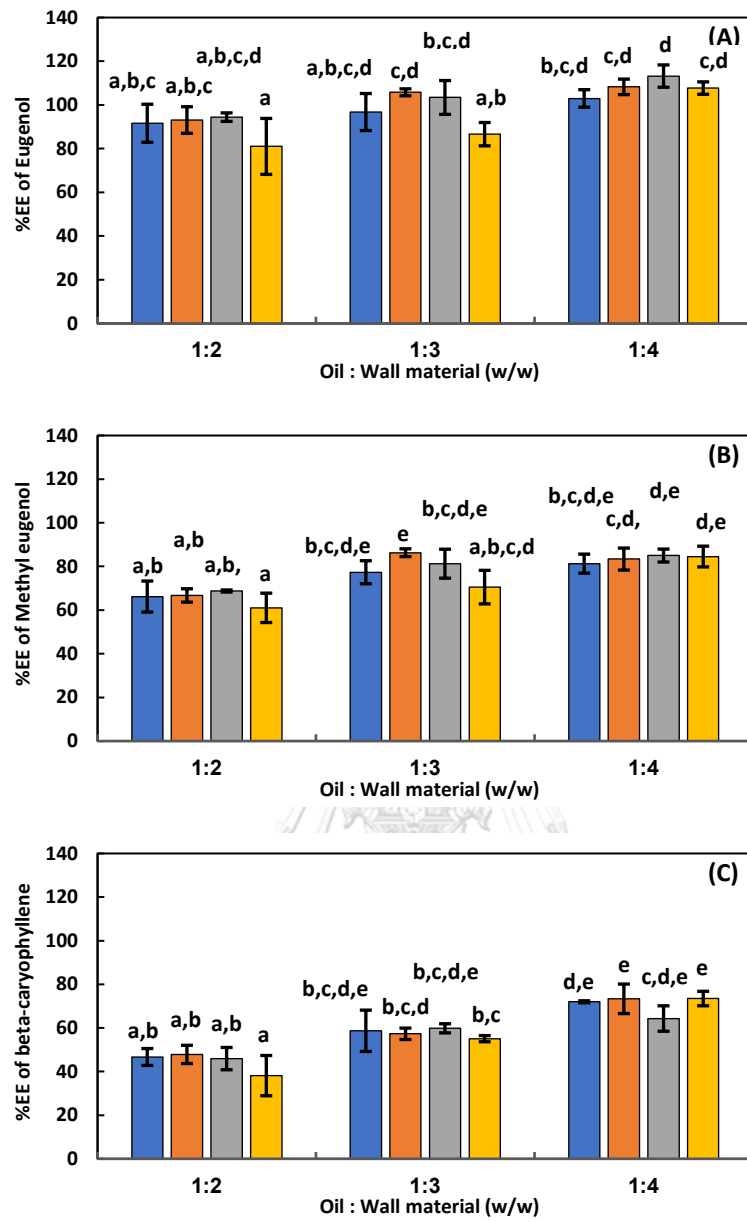 140
120
100
80
60
40
20
0
%EE of Eugenol
(A)
a,b,c
a,b,c
a,b,c,d
a
a,b,c,d
c,d
b,c,d
a,b
b,c,d
c,d
d
c,d
1:2 1:3 1:4
Oil : Wall material (w/w)
140
120
100
80
60
40
20
0
%EE of Methyl eugenol
(B)
a,b
a,b
a,b,
a
b,c,d,e
e
b,c,d,e
a,b,c,d
b,c,d,e
c,d,
d,e
d,e
1:2 1:3 1:4
Oil : Wall material (w/w)
140
120
100
80
60
40
20
0
%EE of beta-caryophyllene
(C)
a,b
a,b
a,b
a
b,c,d,e
b,c,d
b,c,d,e
b,c
d,e
e
c,d,e
e
1:2 1:3 1:4
Oil : Wall material (w/w)